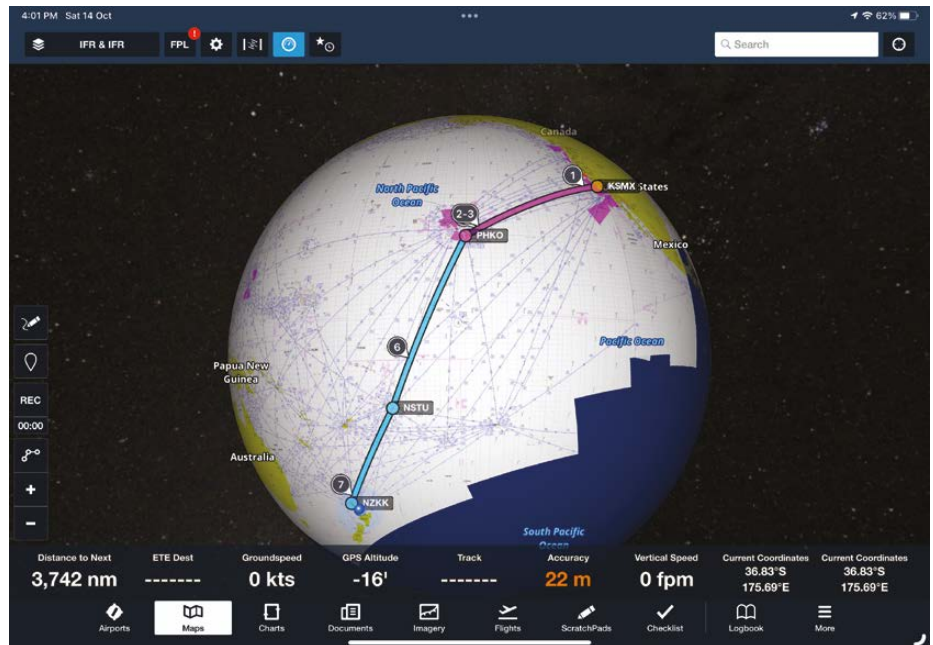 4:01 PM Sat 14 Oct
62%
IFR & IFR
FPL
!
Search
Canada
North Pacific
Ocean
1
KSMX States
2-3
PHKO
Mexico
6
Pacific Ocean
Papua New
Guinea
REC
NSTU
00:00
Australia
7
NZKK
South Pacific
Ocean
Distance to Next ETE Dest Groundspeed GPS Altitude Track Accuracy Vertical Speed Current Coordinates Current Coordinates
3,742 nm ------- 0 kts -16' ------- 22 m 0 fpm 36.83°S 36.83°S
175.69°E 175.69°E
Airports Maps Charts Documents Imagery Flights ScratchPads Checklist Logbook More